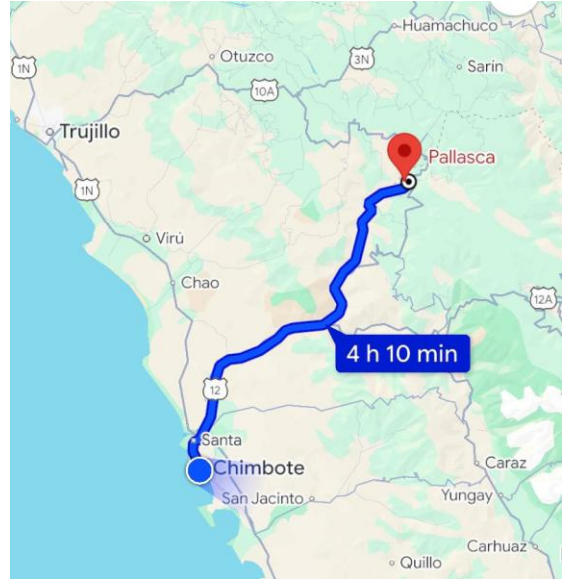 Huamachuco
Otuzco
3N
Sarín
1N
10A
Trujillo
Pallasca
1N
Virú
Chao
12A
4 h 10 min
12
Santa
Chimbote
Caraz
San Jacinto
Yungay
Carhuaz
Quillo